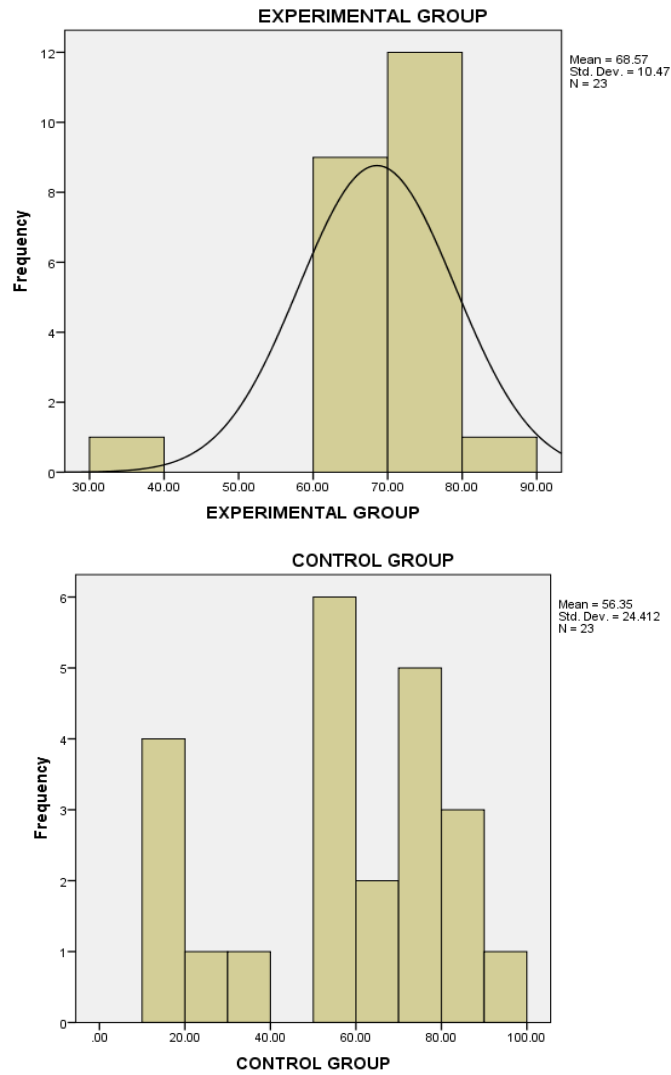 EXPERIMENTAL GROUP
Mean = 68.57
Std. Dev. = 10.47
N = 23
12
10
8
6
4
2
0
Frequency
30.00 40.00 50.00 60.00 70.00 80.00 90.00
EXPERIMENTAL GROUP
CONTROL GROUP
Mean = 56.35
Std. Dev. = 24.412
N = 23
6
5
4
3
2
1
0
Frequency
.00 20.00 40.00 60.00 80.00 100.00
CONTROL GROUP